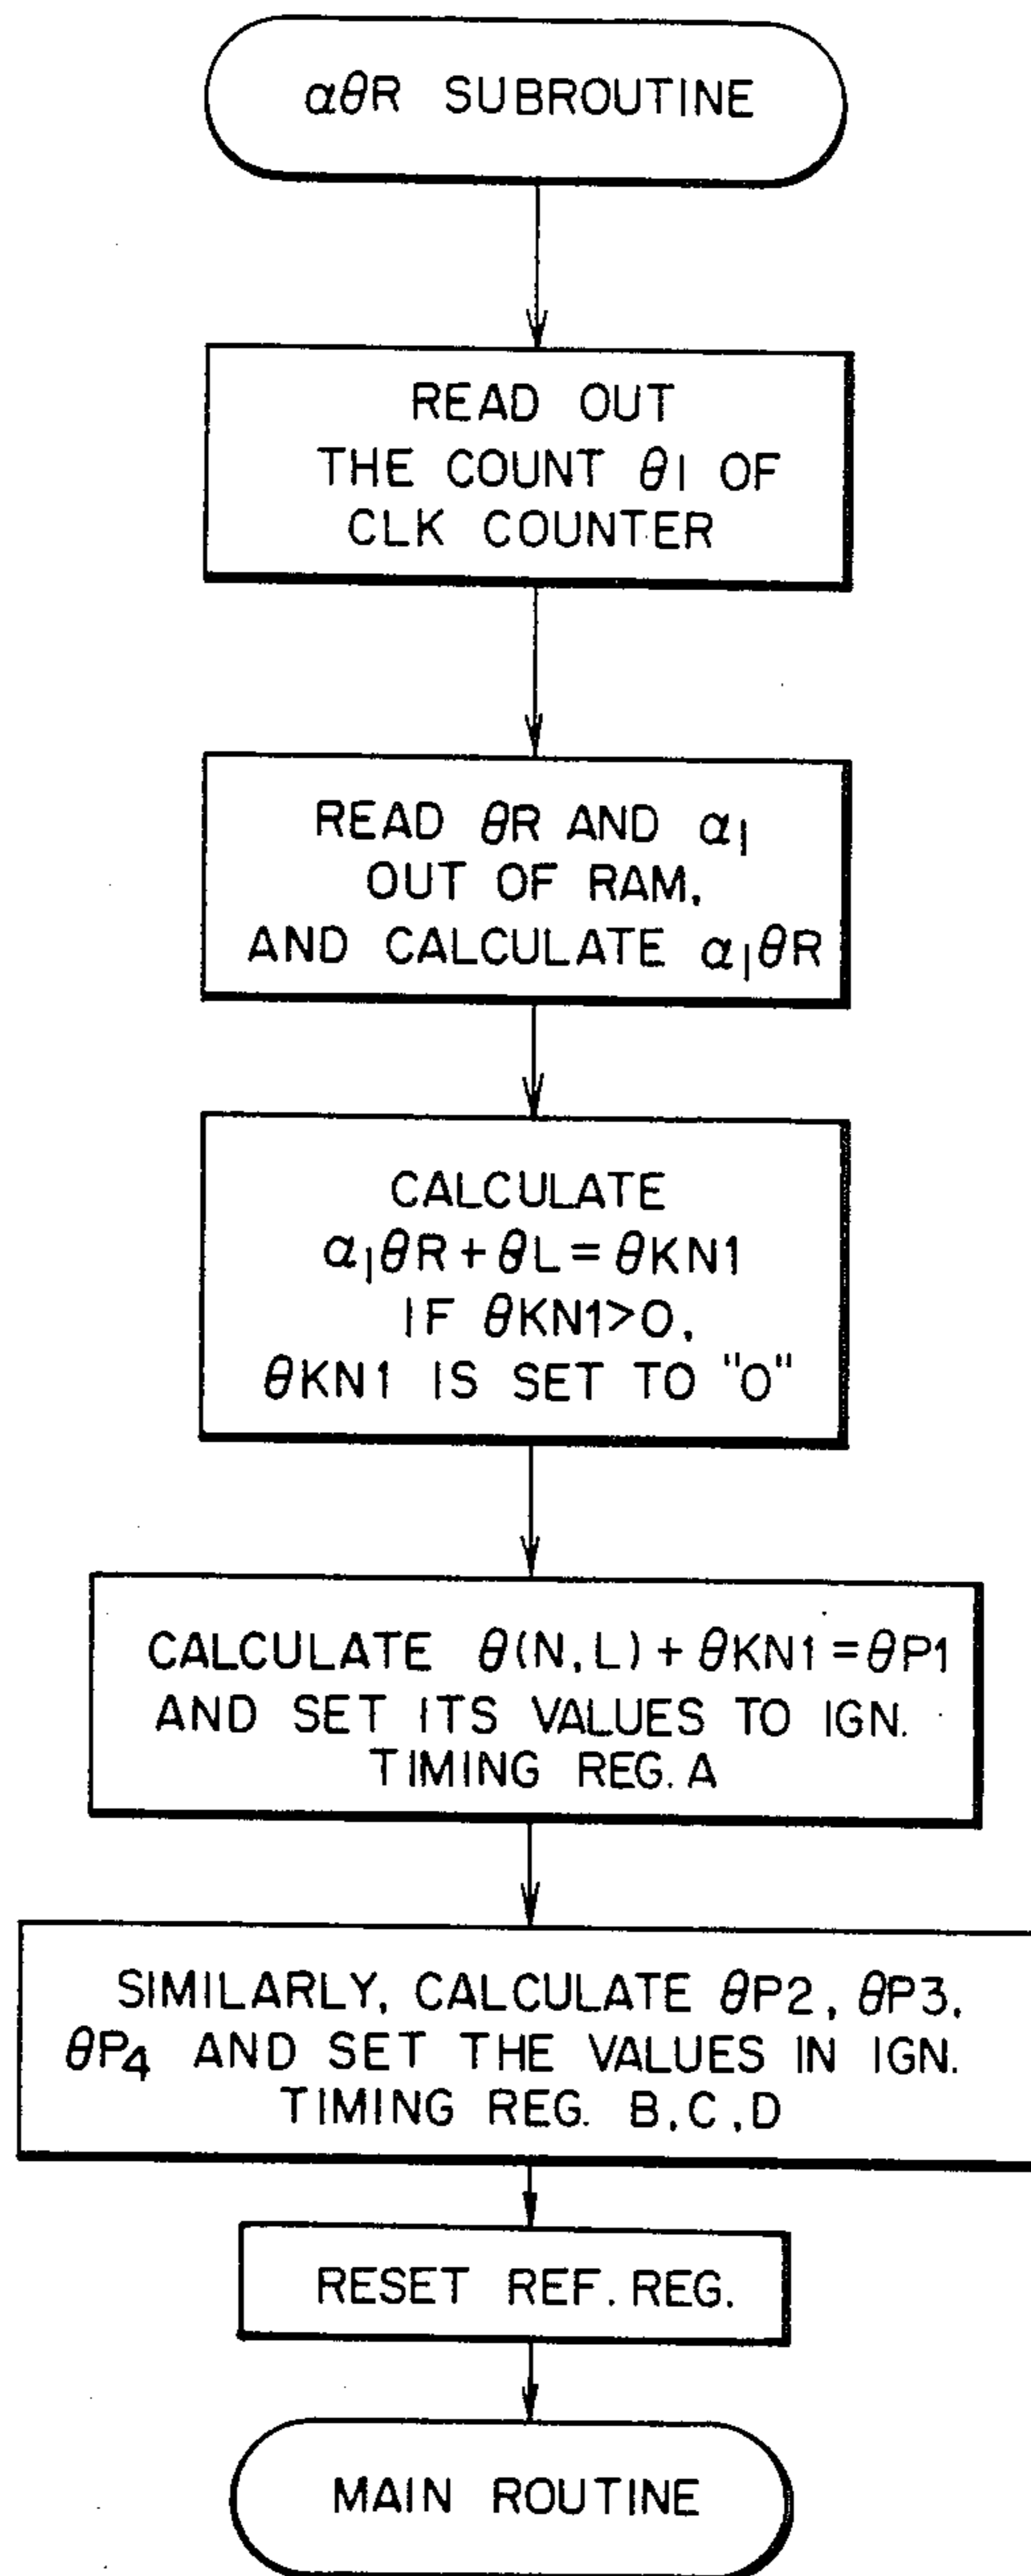 αθR SUBROUTINE
READ OUT
THE COUNT θ1 OF
CLK COUNTER
READ θR AND α1
OUT OF RAM,
AND CALCULATE α1θR
CALCULATE
α1θR + θL = θKN1
IF θKN1>0,
θKN1 IS SET TO "0"
CALCULATE θ(N,L) + θKN1 = θP1
AND SET ITS VALUES TO IGN.
TIMING REG. A
SIMILARLY, CALCULATE θP2, θP3,
θP4 AND SET THE VALUES IN IGN.
TIMING REG. B,C,D
RESET REF. REG.
MAIN ROUTINE